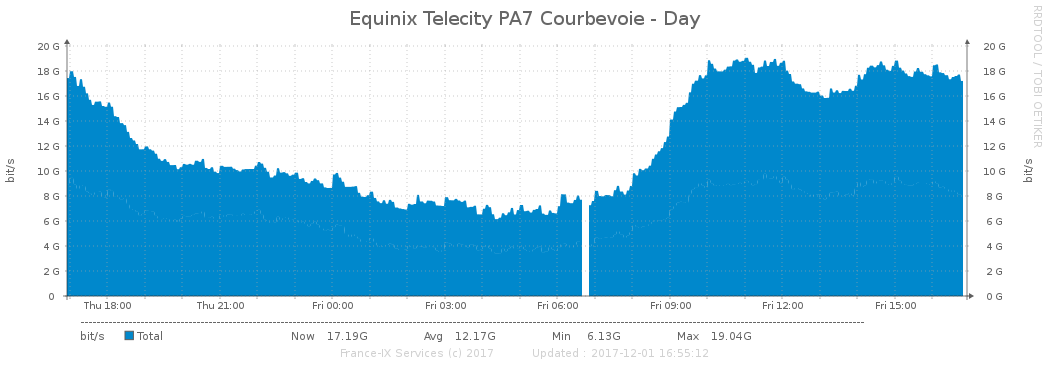 Equinix Telecity PA7 Courbevoie - Day
RRDTOOL / TOBI OETIKER
bit/s
bit/s
20 G 20 G
18 G 18 G
16 G 16 G
14 G 14 G
12 G 12 G
10 G 10 G
8 G 8 G
6 G 6 G
4 G 4 G
2 G 2 G
0 0 G
Thu 18:00 Thu 21:00 Fri 00:00 Fri 03:00 Fri 06:00 Fri 09:00 Fri 12:00 Fri 15:00
bit/s Total Now 17.19G Avg 12.17G Min 6.13G Max 19.04G
France-IX Services (c) 2017 Updated : 2017-12-01 16:55:12